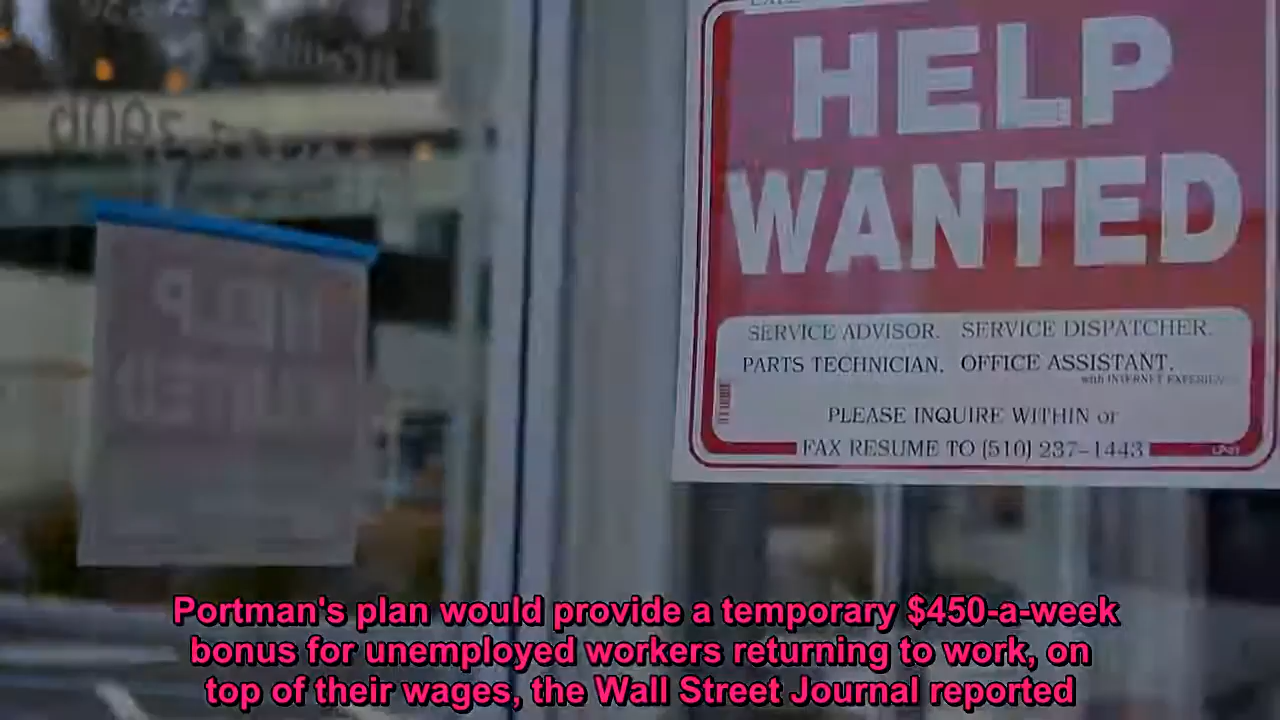 HELP
WANTED
SERVICE ADVISOR. SERVICE DISPATCHER.
PARTS TECHNICIAN. OFFICE ASSISTANT.
with INTERNET
PLEASE INQUIRE WITHIN or
FAX RESUME TO (510) 237-1443
Portman's plan would provide a temporary $450-a-week
bonus for unemployed workers returning to work, on
top of their wages, the Wall Street Journal reported